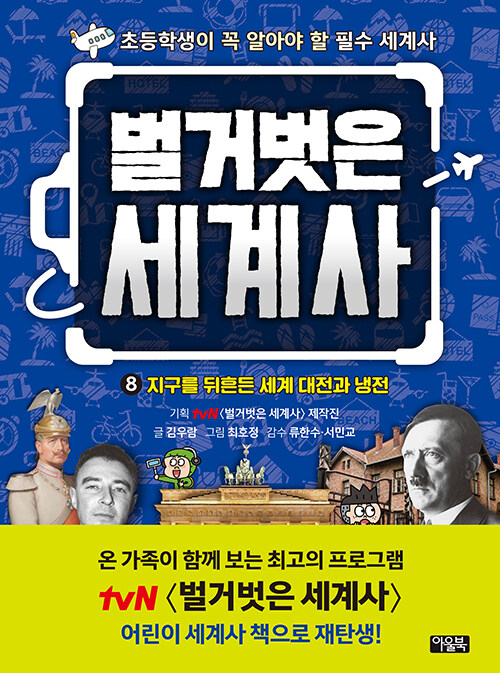 초등학생이 꼭 알아야 할 필수 세계사
벌거벗은
세계사
8 지구를 뒤흔든 세계 대전과 냉전
기획 tvN〈벌거벗은 세계사〉 제작진
글 김우람 그림 최호정 감수 류한수·서민교
온 가족이 함께 보는 최고의 프로그램
tvN〈벌거벗은 세계사〉
어린이 세계사 책으로 재탄생!
아울북
HOTEL
PASS
BEACH
BEACH